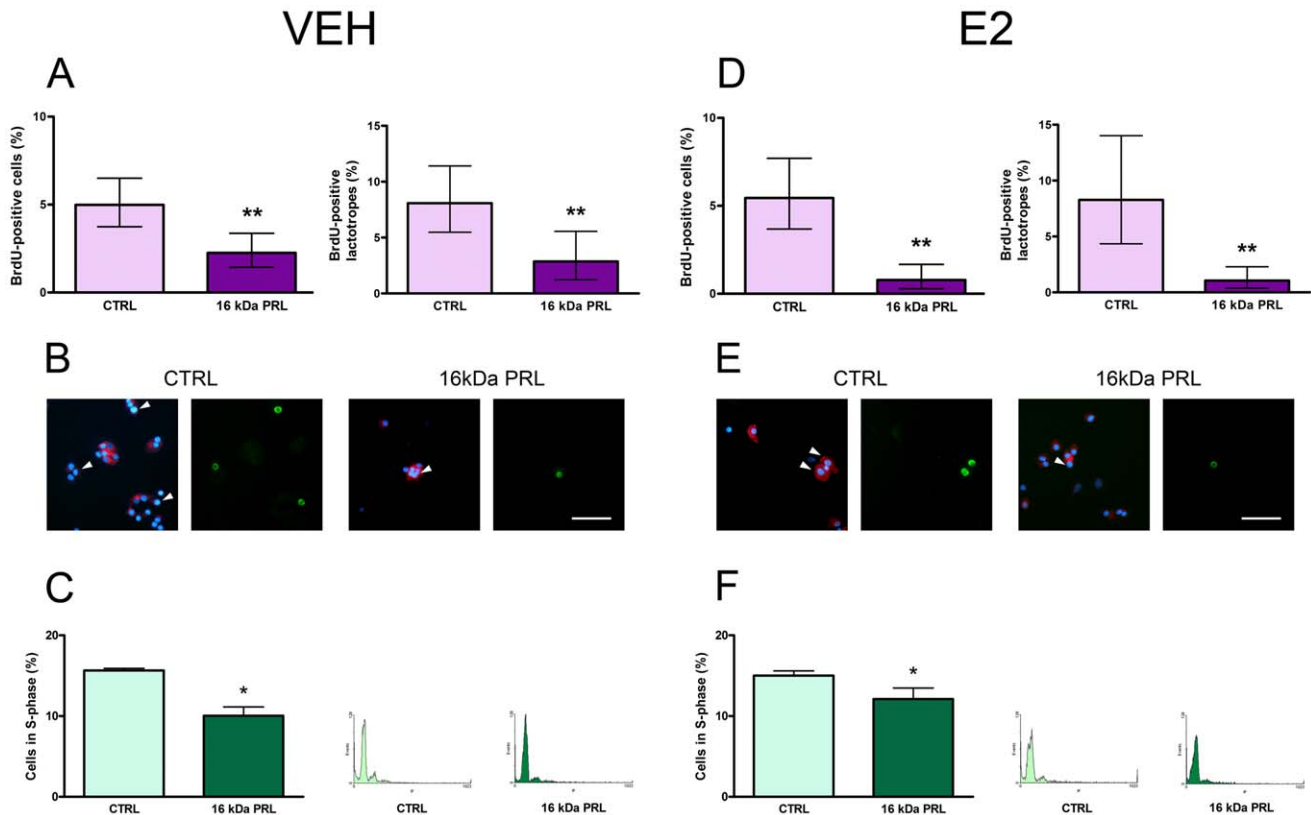 VEH
E2
A
BrdU-positive cells (%)
10
5
0
CTRL
**
16 kDa PRL
BrdU-positive
lactotropes (%)
15
10
5
0
CTRL
**
16 kDa PRL
D
BrdU-positive cells (%)
10
5
0
CTRL
**
16 kDa PRL
BrdU-positive
lactotropes (%)
15
10
5
0
CTRL
**
16 kDa PRL
B
CTRL
16kDa PRL
E
CTRL
16kDa PRL
C
Cells in S-phase (%)
20
10
0
CTRL
*
16 kDa PRL
CTRL
16 kDa PRL
F
Cells in S-phase (%)
20
10
0
CTRL
*
16 kDa PRL
CTRL
16 kDa PRL